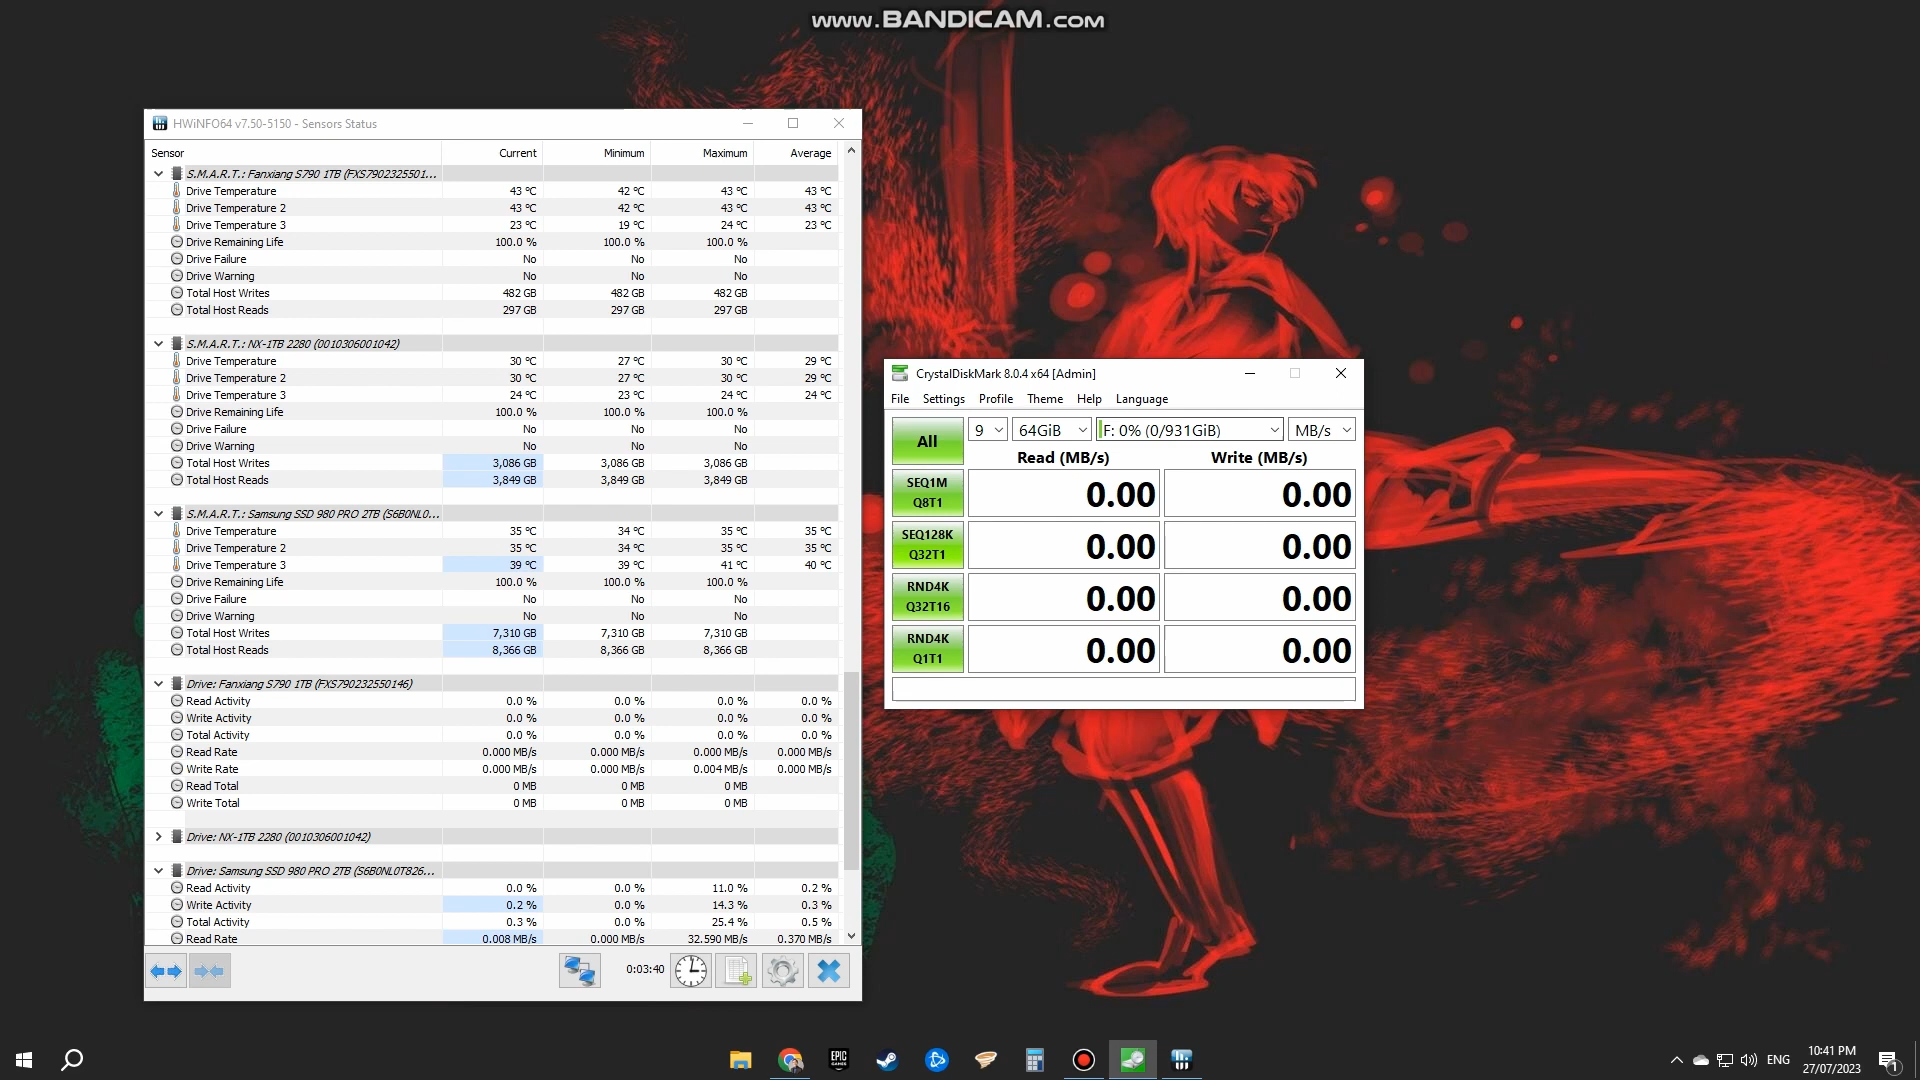 www.BANDICAM.com
HWiNFO64 v7.50-5150 - Sensors Status
Sensor Current Minimum Maximum Average
S.M.A.R.T.: Fanxiang S790 1TB (FXS7902325501...
Drive Temperature 43 °C 42 °C 43 °C 43 °C
Drive Temperature 2 43 °C 42 °C 43 °C 43 °C
Drive Temperature 3 23 °C 19 °C 24 °C 23 °C
Drive Remaining Life 100.0 % 100.0 % 100.0 %
Drive Failure No No No
Drive Warning No No No
Total Host Writes 482 GB 482 GB 482 GB
Total Host Reads 297 GB 297 GB 297 GB
S.M.A.R.T.: NX-1TB 2280 (0010306001042)
Drive Temperature 30 °C 27 °C 30 °C 29 °C
Drive Temperature 2 30 °C 27 °C 30 °C 29 °C
Drive Temperature 3 24 °C 23 °C 24 °C 24 °C
Drive Remaining Life 100.0 % 100.0 % 100.0 %
Drive Failure No No No
Drive Warning No No No
Total Host Writes 3,086 GB 3,086 GB 3,086 GB
Total Host Reads 3,849 GB 3,849 GB 3,849 GB
S.M.A.R.T.: Samsung SSD 980 PRO 2TB (S6B0NL0...
Drive Temperature 35 °C 34 °C 35 °C 35 °C
Drive Temperature 2 35 °C 34 °C 35 °C 35 °C
Drive Temperature 3 39 °C 39 °C 41 °C 40 °C
Drive Remaining Life 100.0 % 100.0 % 100.0 %
Drive Failure No No No
Drive Warning No No No
Total Host Writes 7,310 GB 7,310 GB 7,310 GB
Total Host Reads 8,366 GB 8,366 GB 8,366 GB
Drive: Fanxiang S790 1TB (FXS790232550146)
Read Activity 0.0 % 0.0 % 0.0 % 0.0 %
Write Activity 0.0 % 0.0 % 0.0 % 0.0 %
Total Activity 0.0 % 0.0 % 0.0 % 0.0 %
Read Rate 0.000 MB/s 0.000 MB/s 0.000 MB/s 0.000 MB/s
Write Rate 0.000 MB/s 0.000 MB/s 0.004 MB/s 0.000 MB/s
Read Total 0 MB 0 MB 0 MB
Write Total 0 MB 0 MB 0 MB
Drive: NX-1TB 2280 (0010306001042)
Drive: Samsung SSD 980 PRO 2TB (S6B0NL0T826...
Read Activity 0.0 % 0.0 % 11.0 % 0.2 %
Write Activity 0.2 % 0.0 % 14.3 % 0.3 %
Total Activity 0.3 % 0.0 % 25.4 % 0.5 %
Read Rate 0.008 MB/s 0.000 MB/s 32.590 MB/s 0.370 MB/s
0:03:40
CrystalDiskMark 8.0.4 x64 [Admin]
File Settings Profile Theme Help Language
All 9 64GiB F: 0% (0/931GiB) MB/s
Read (MB/s) Write (MB/s)
SEQ1M
Q8T1 0.00 0.00
SEQ128K
Q32T1 0.00 0.00
RND4K
Q32T16 0.00 0.00
RND4K
Q1T1 0.00 0.00
EPIC
GAMES
ENG
10:41 PM
27/07/2023
1